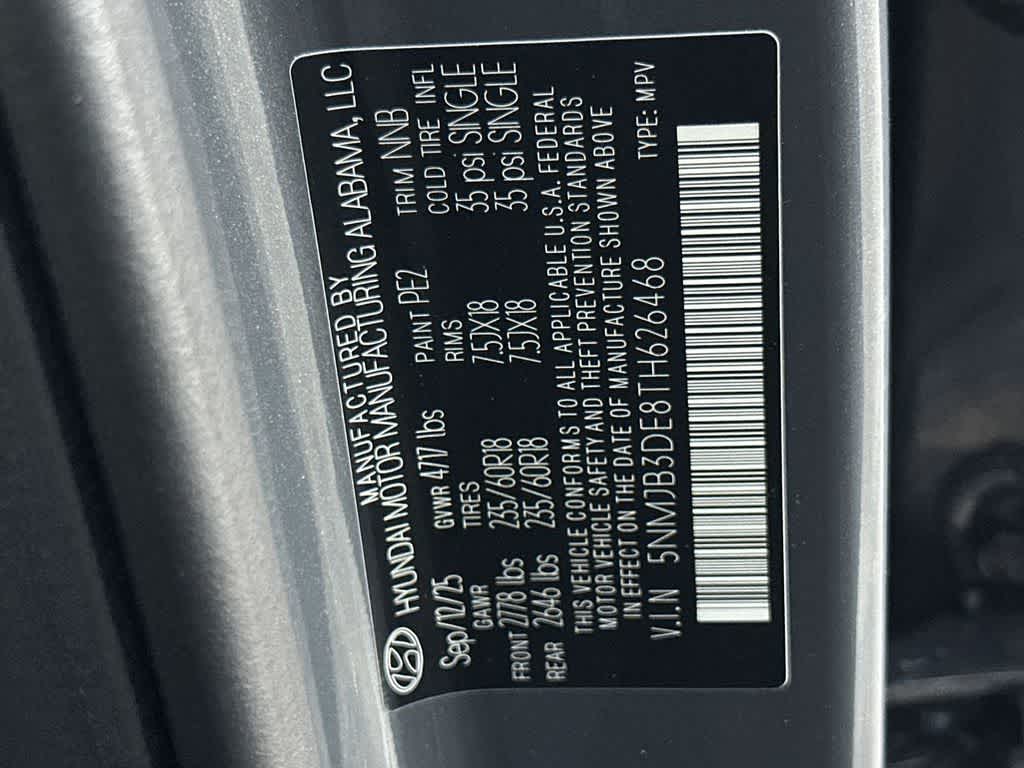 MANUFACTURED BY
HYUNDAI MOTOR MANUFACTURING ALABAMA, LLC
Sep/12/25 GVWR 4717 lbs PAINT PE2 TRIM NNB
GAWR TIRES RIMS COLD TIRE INFL
FRONT 2778 lbs 235/60R18 7.5JX18 35 psi SINGLE
REAR 2646 lbs 235/60R18 7.5JX18 35 psi SINGLE
THIS VEHICLE CONFORMS TO ALL APPLICABLE U.S.A. FEDERAL
MOTOR VEHICLE SAFETY AND THEFT PREVENTION STANDARDS
IN EFFECT ON THE DATE OF MANUFACTURE SHOWN ABOVE
V.I.N 5NMJB3DE8TH626468 TYPE: MPV